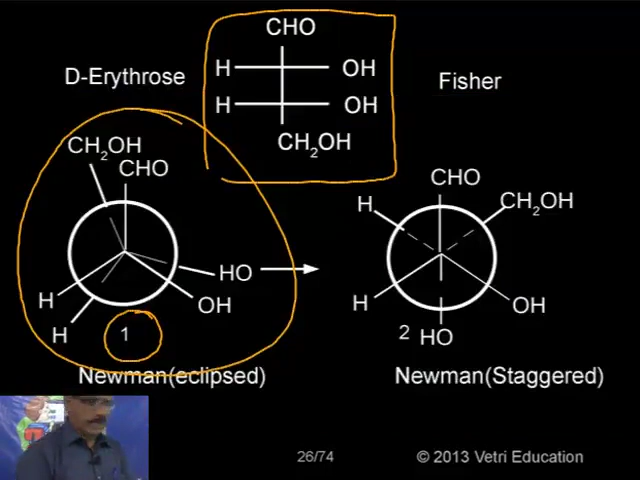 D-Erythrose
CHO
H OH
H OH
CH2OH
Fisher
CH2OH
CHO
HO
H OH
H
1
Newman(eclipsed)
CHO
H CH2OH
H OH
2 HO
Newman(Staggered)
26/74 © 2013 Vetri Education